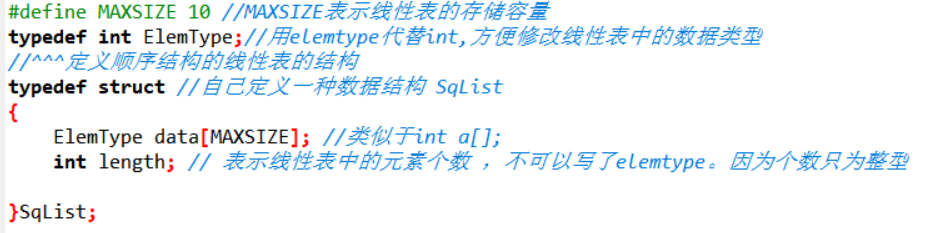 #define MAXSIZE 10 //MAXSIZE表示线性表的存储容量
typedef int ElemType;//用elemtype代替int,方便修改线性表中的数据类型
//^^^定义顺序结构的线性表的结构
typedef struct //自己定义一种数据结构 SqList
{
    ElemType data[MAXSIZE]; //类似于int a[];
    int length; // 表示线性表中的元素个数 ，不可以写了elemtype。因为个数只为整型
}SqList;